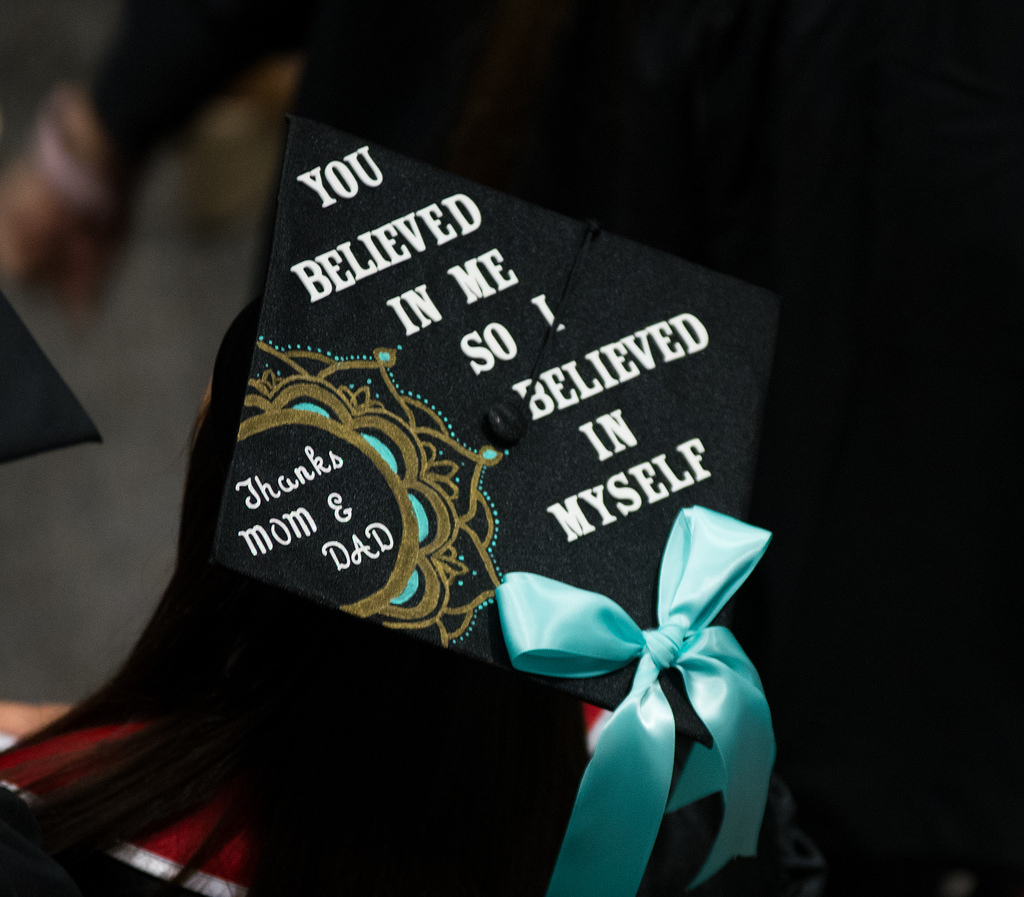 YOU
BELIEVED
IN ME
SO I
BELIEVED
IN
MYSELF
Thanks
MOM &
DAD